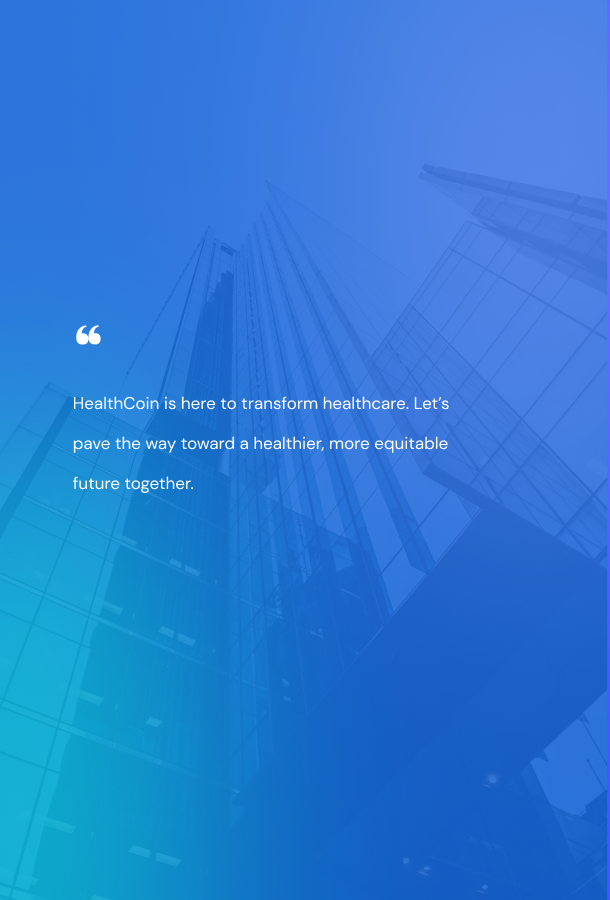 “
HealthCoin is here to transform healthcare. Let’s
pave the way toward a healthier, more equitable
future together.